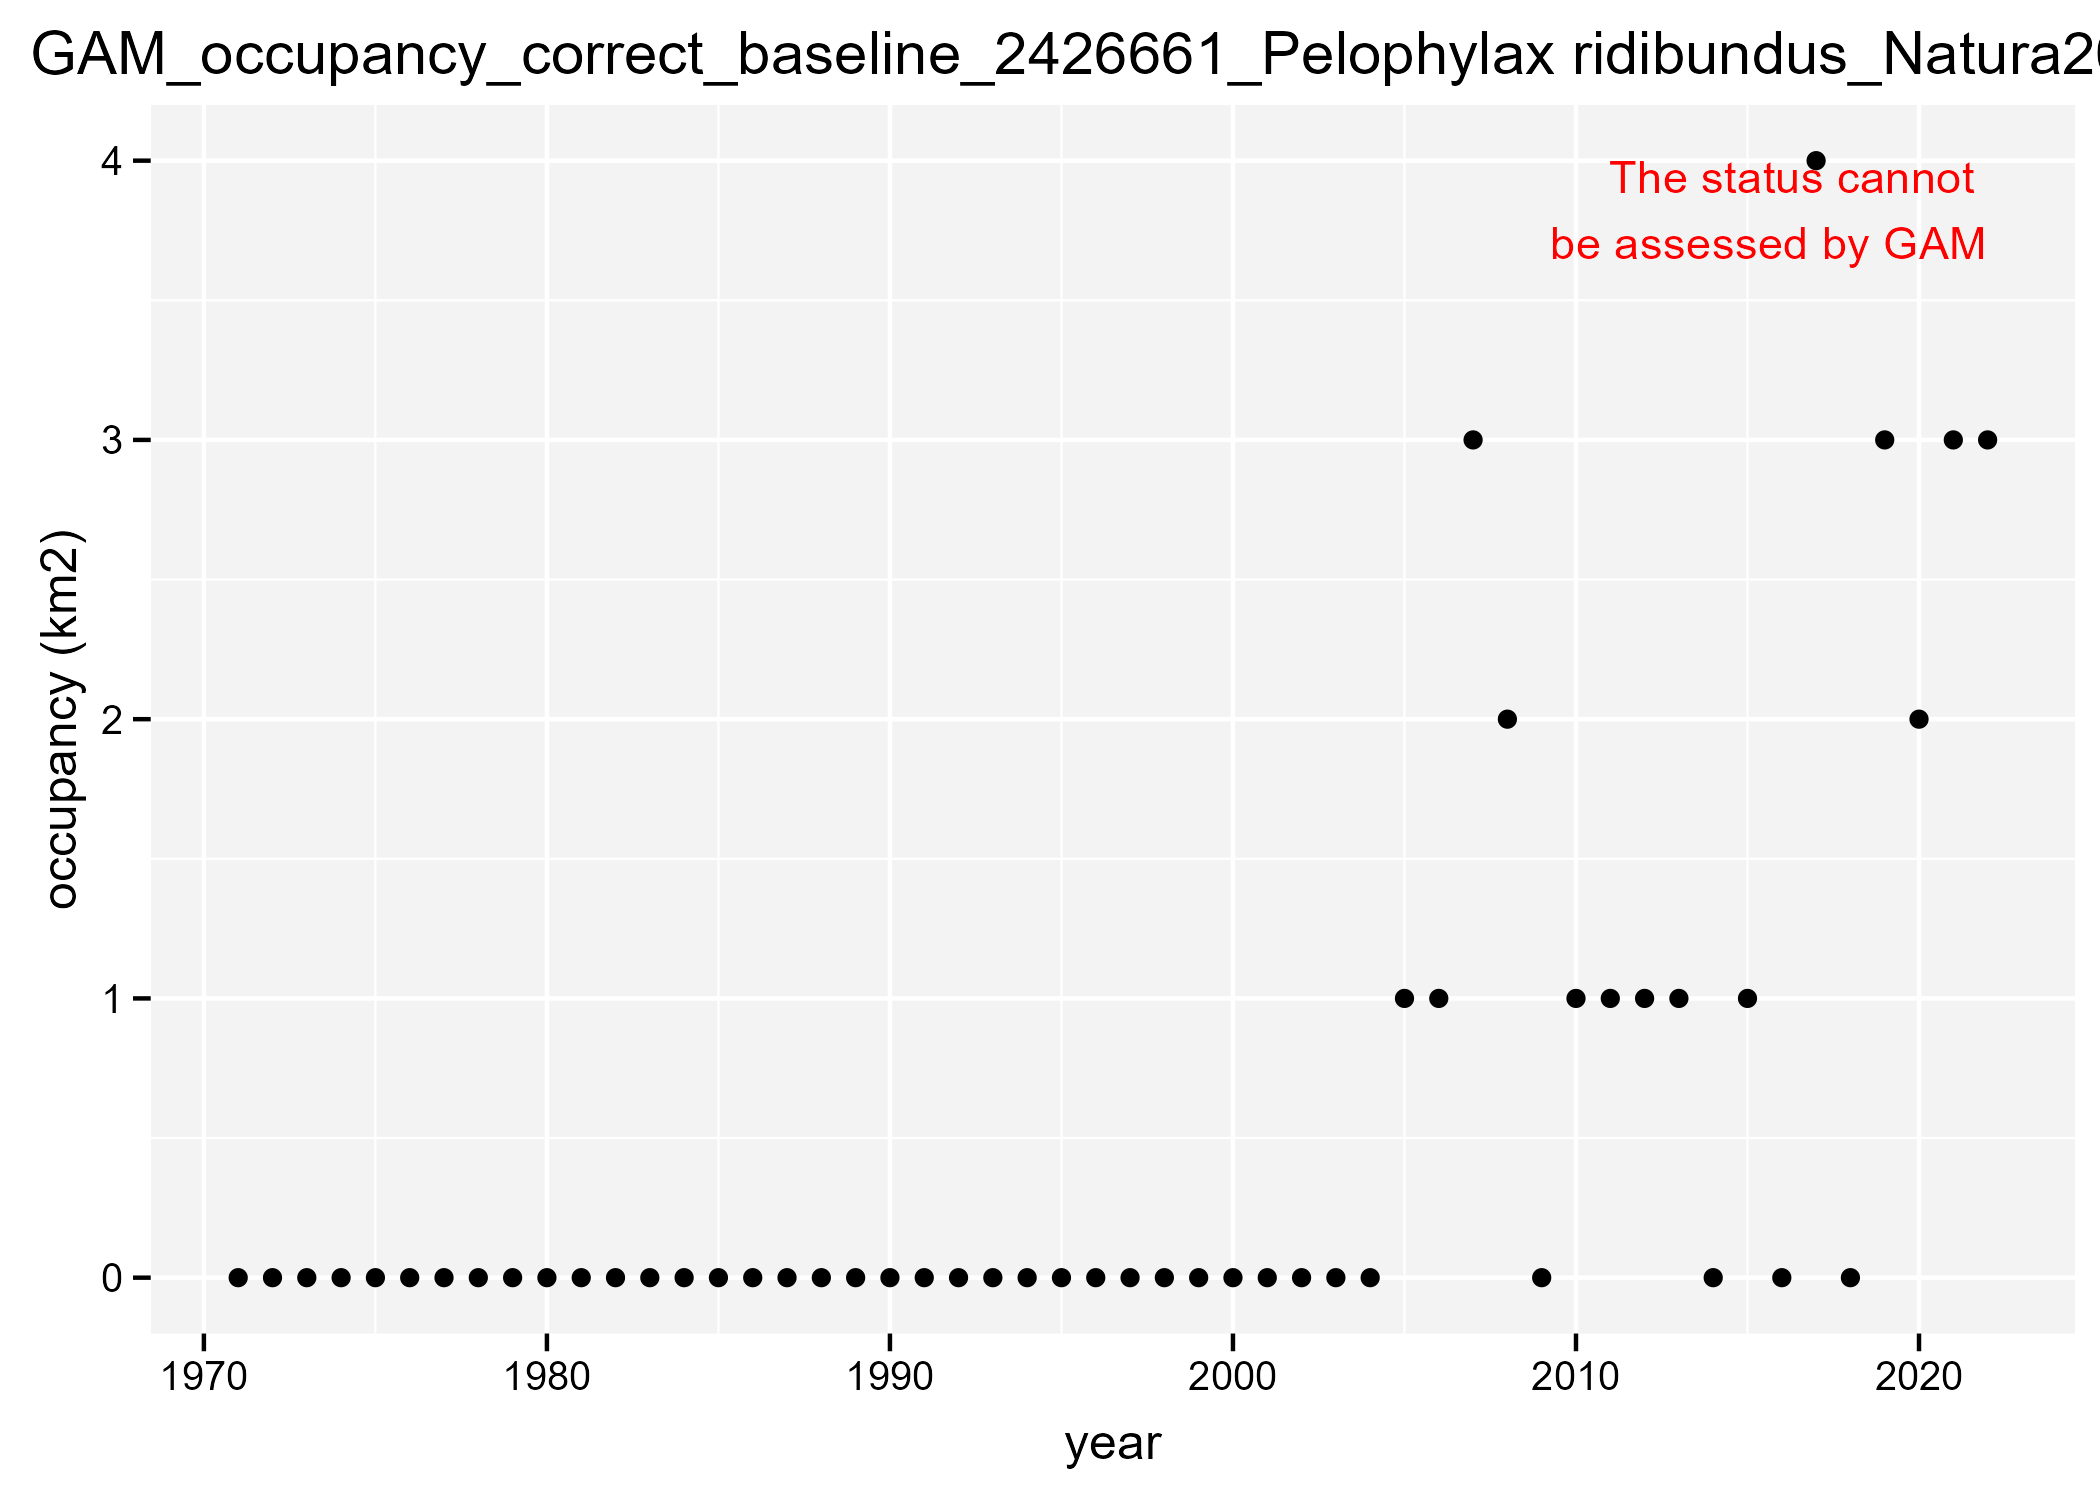 GAM_occupancy_correct_baseline_2426661_Pelophylax ridibundus_Natura2
The status cannot
be assessed by GAM
4
3
2
1
0
occupancy (km2)
1970 1980 1990 2000 2010 2020
year